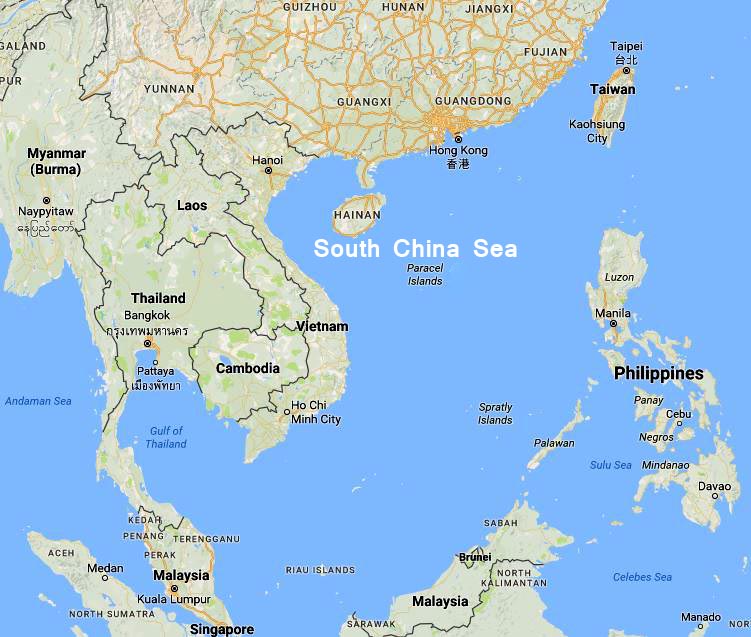 GUIZHOU
HUNAN
JIANGXI
GALAND
FUJIAN
Taipei
台北
PUR
YUNNAN
Taiwan
GUANGXI
GUANGDONG
Kaohsiung
City
Myanmar
(Burma)
Hanoi
Hong Kong
香港
Naypyitaw
နေပြည်တော်
Laos
HAINAN
South China Sea
Paracel
Islands
Luzon
Thailand
Bangkok
กรุงเทพมหานคร
Manila
Vietnam
Pattaya
เมืองพัทยา
Cambodia
Philippines
Andaman Sea
Ho Chi
Minh City
Spratly
Islands
Panay
Cebu
Gulf of
Thailand
Palawan
Negros
Sulu Sea
Mindanao
Davao
KEDAH
PENANG
TERENGGANU
SABAH
ACEH
PERAK
Medan
RIAU ISLANDS
Brunei
NORTH
KALIMANTAN
Celebes Sea
Malaysia
Kuala Lumpur
Malaysia
NORTH SUMATRA
SARAWAK
Manado
NOR
Singapore